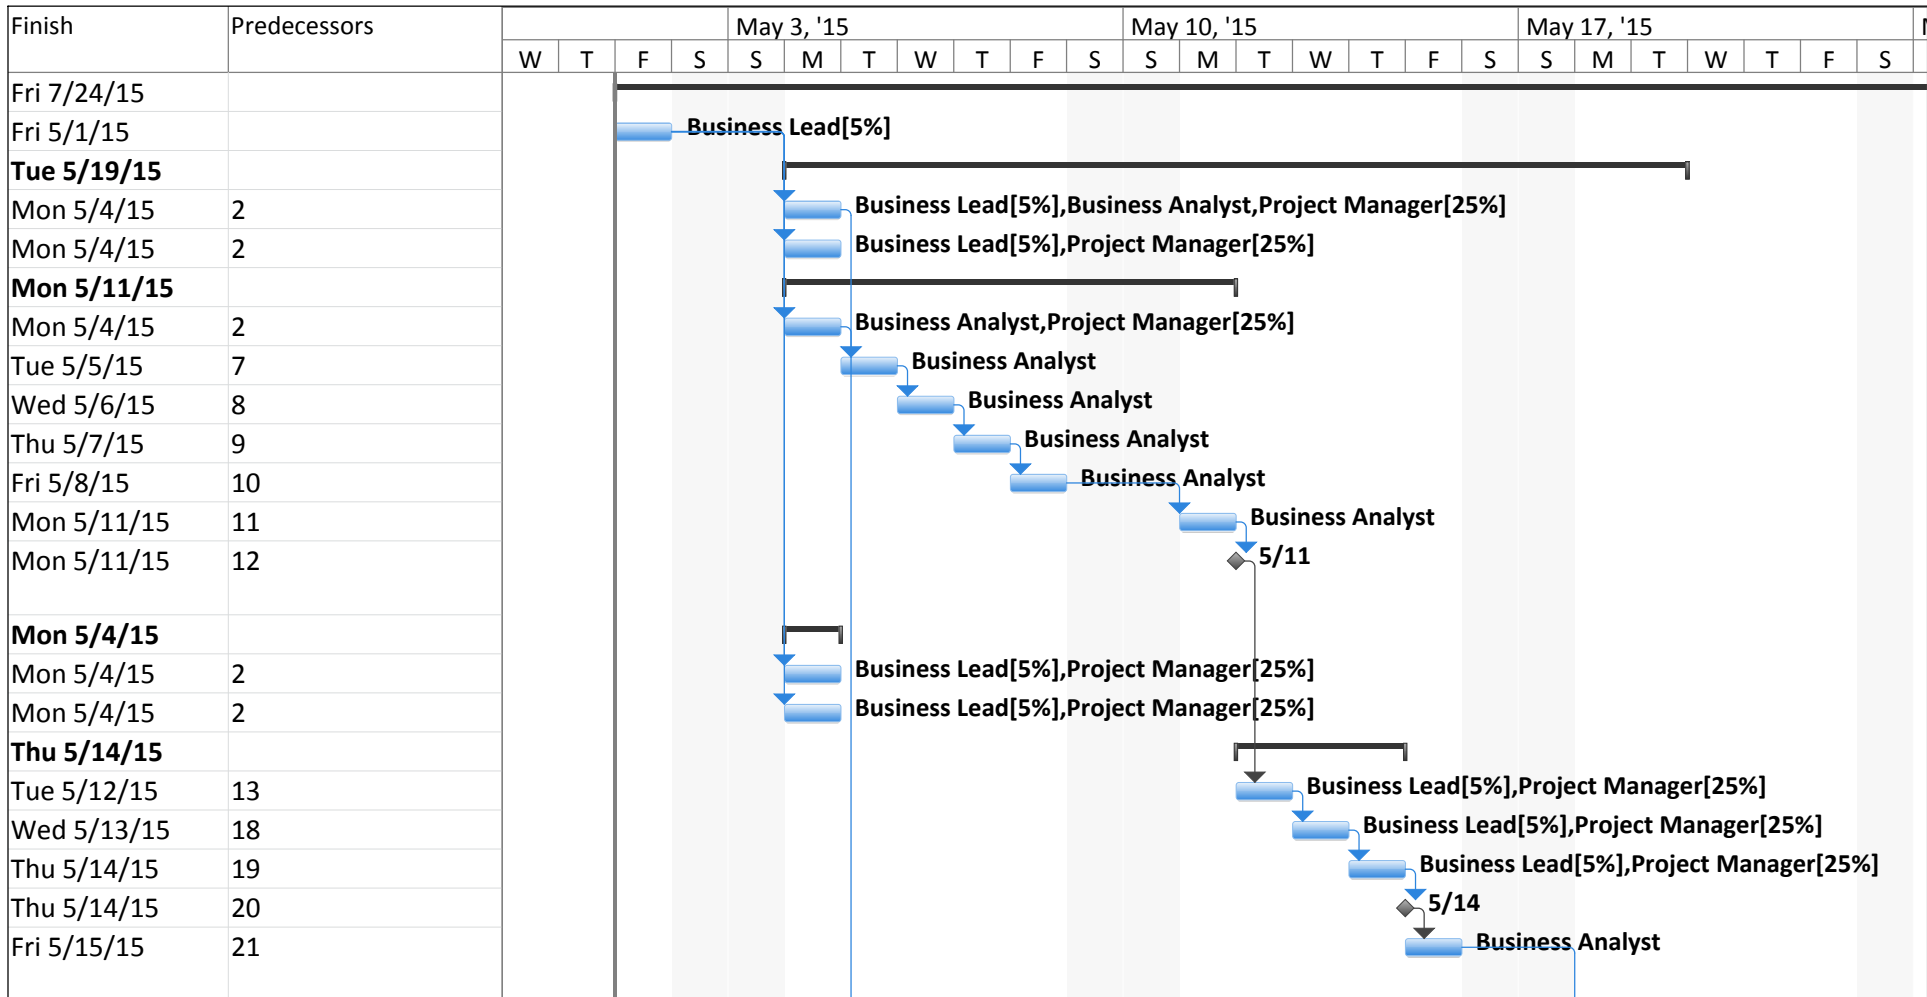 Finish Predecessors May 3, '15 May 10, '15 May 17, '15
W T F S S M T W T F S S M T W T F S S M T W T F S
Fri 7/24/15
Fri 5/1/15 Business Lead[5%]
Tue 5/19/15
Mon 5/4/15 2 Business Lead[5%],Business Analyst,Project Manager[25%]
Mon 5/4/15 2 Business Lead[5%],Project Manager[25%]
Mon 5/11/15
Mon 5/4/15 2 Business Analyst,Project Manager[25%]
Tue 5/5/15 7 Business Analyst
Wed 5/6/15 8 Business Analyst
Thu 5/7/15 9 Business Analyst
Fri 5/8/15 10 Business Analyst
Mon 5/11/15 11 Business Analyst
Mon 5/11/15 12 5/11
Mon 5/4/15
Mon 5/4/15 2 Business Lead[5%],Project Manager[25%]
Mon 5/4/15 2 Business Lead[5%],Project Manager[25%]
Thu 5/14/15
Tue 5/12/15 13 Business Lead[5%],Project Manager[25%]
Wed 5/13/15 18 Business Lead[5%],Project Manager[25%]
Thu 5/14/15 19 Business Lead[5%],Project Manager[25%]
Thu 5/14/15 20 5/14
Fri 5/15/15 21 Business Analyst